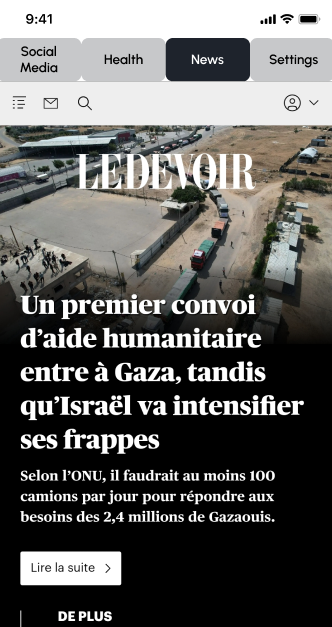 9:41
Social
Media
Health
News
Settings
LE DEVOIR
Un premier convoi
d’aide humanitaire
entre à Gaza, tandis
qu’Israël va intensifier
ses frappes
Selon l’ONU, il faudrait au moins 100
camions par jour pour répondre aux
besoins des 2,4 millions de Gazaouis.
Lire la suite
DE PLUS